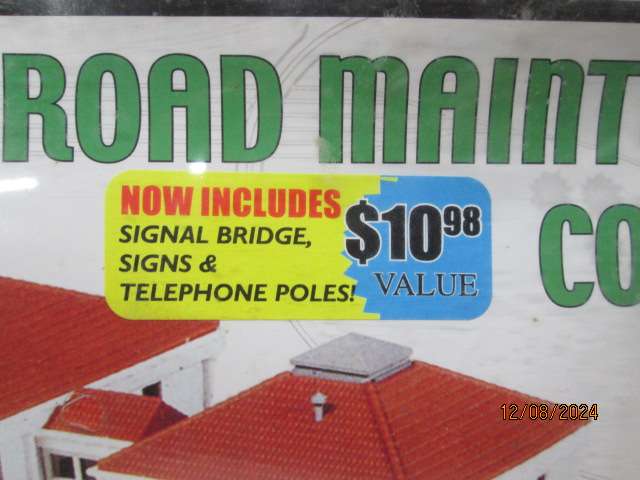 ROAD MAINT
CO
NOW INCLUDES
SIGNAL BRIDGE,
SIGNS &
TELEPHONE POLES!
$10.98
VALUE
12/08/2024